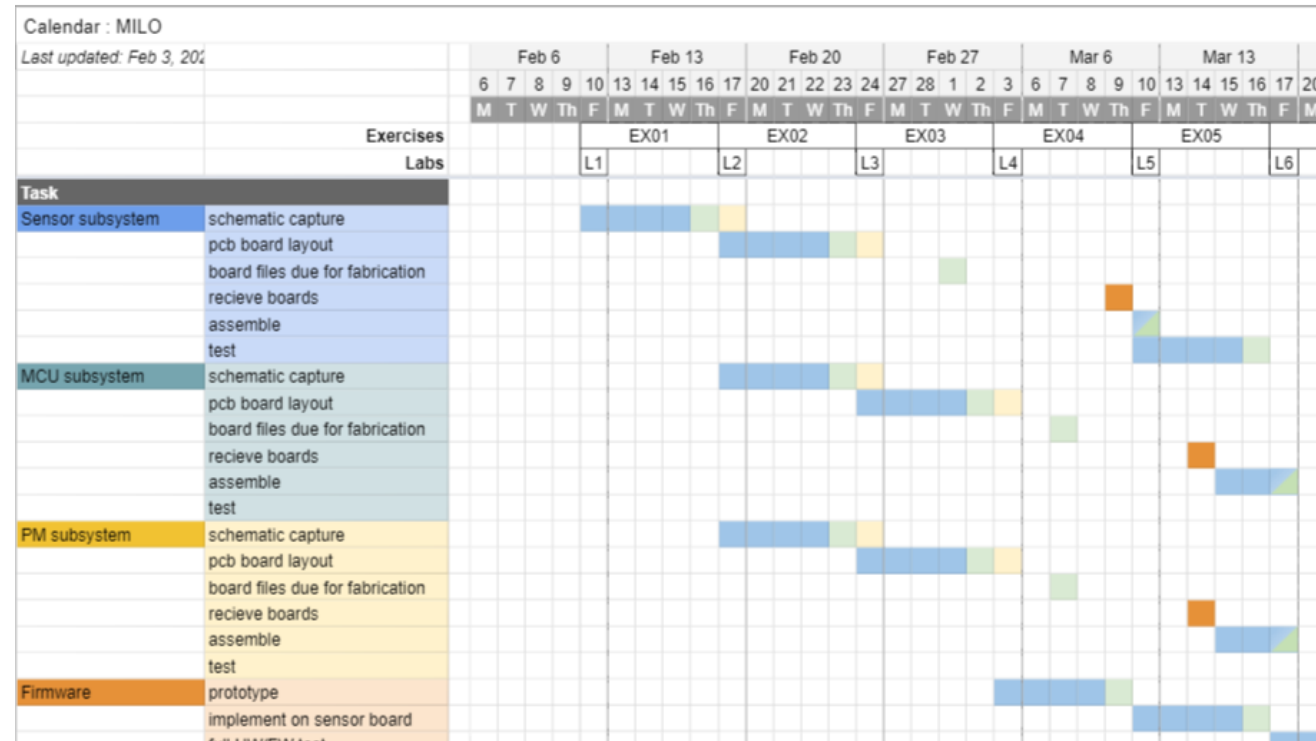 Calendar : MILO
Last updated: Feb 3, 202
Feb 6 Feb 13 Feb 20 Feb 27 Mar 6 Mar 13
6 7 8 9 10 13 14 15 16 17 20 21 22 23 24 27 28 1 2 3 6 7 8 9 10 13 14 15 16 17 20
M T W Th F M T W Th F M T W Th F M T W Th F M T W Th F M T W Th F M
Exercises EX01 EX02 EX03 EX04 EX05
Labs L1 L2 L3 L4 L5 L6
Task
Sensor subsystem schematic capture
pcb board layout
board files due for fabrication
recieve boards
assemble
test
MCU subsystem schematic capture
pcb board layout
board files due for fabrication
recieve boards
assemble
test
PM subsystem schematic capture
pcb board layout
board files due for fabrication
recieve boards
assemble
test
Firmware prototype
implement on sensor board